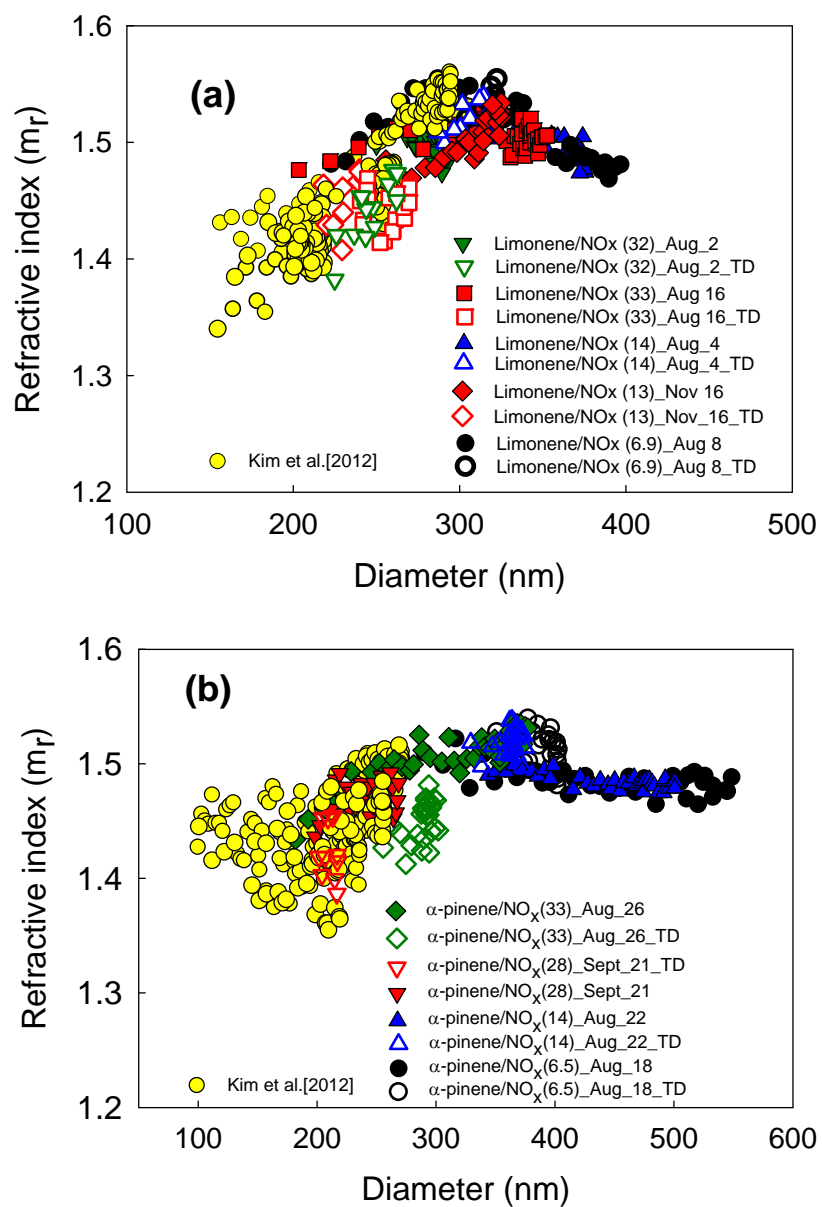 1.6
(a)
1.5
1.4
1.3
1.2
Refractive index (mr)
Limonene/NOx (32)_Aug_2
Limonene/NOx (32)_Aug_2_TD
Limonene/NOx (33)_Aug 16
Limonene/NOx (33)_Aug 16_TD
Limonene/NOx (14)_Aug_4
Limonene/NOx (14)_Aug_4_TD
Limonene/NOx (13)_Nov 16
Limonene/NOx (13)_Nov_16_TD
Limonene/NOx (6.9)_Aug 8
Limonene/NOx (6.9)_Aug 8_TD
Kim et al.[2012]
100 200 300 400 500
Diameter (nm)
1.6
(b)
1.5
1.4
1.3
1.2
Refractive index (mr)
α-pinene/NOx(33)_Aug_26
α-pinene/NOx(33)_Aug_26_TD
α-pinene/NOx(28)_Sept_21_TD
α-pinene/NOx(28)_Sept_21
α-pinene/NOx(14)_Aug_22
α-pinene/NOx(14)_Aug_22_TD
α-pinene/NOx(6.5)_Aug_18
α-pinene/NOx(6.5)_Aug_18_TD
Kim et al.[2012]
100 200 300 400 500 600
Diameter (nm)